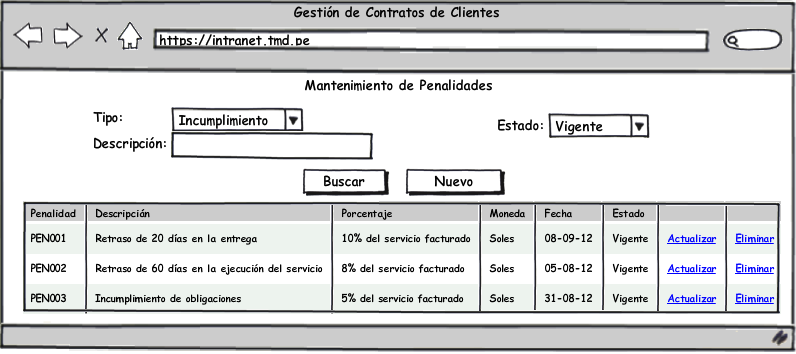 Gestión de Contratos de Clientes
https://intranet.tmd.pe
Mantenimiento de Penalidades
Tipo: Incumplimiento Estado: Vigente
Descripción:
Buscar Nuevo
Penalidad Descripción Porcentaje Moneda Fecha Estado
PEN001 Retraso de 20 días en la entrega 10% del servicio facturado Soles 08-09-12 Vigente Actualizar Eliminar
PEN002 Retraso de 60 días en la ejecución del servicio 8% del servicio facturado Soles 05-08-12 Vigente Actualizar Eliminar
PEN003 Incumplimiento de obligaciones 5% del servicio facturado Soles 31-08-12 Vigente Actualizar Eliminar